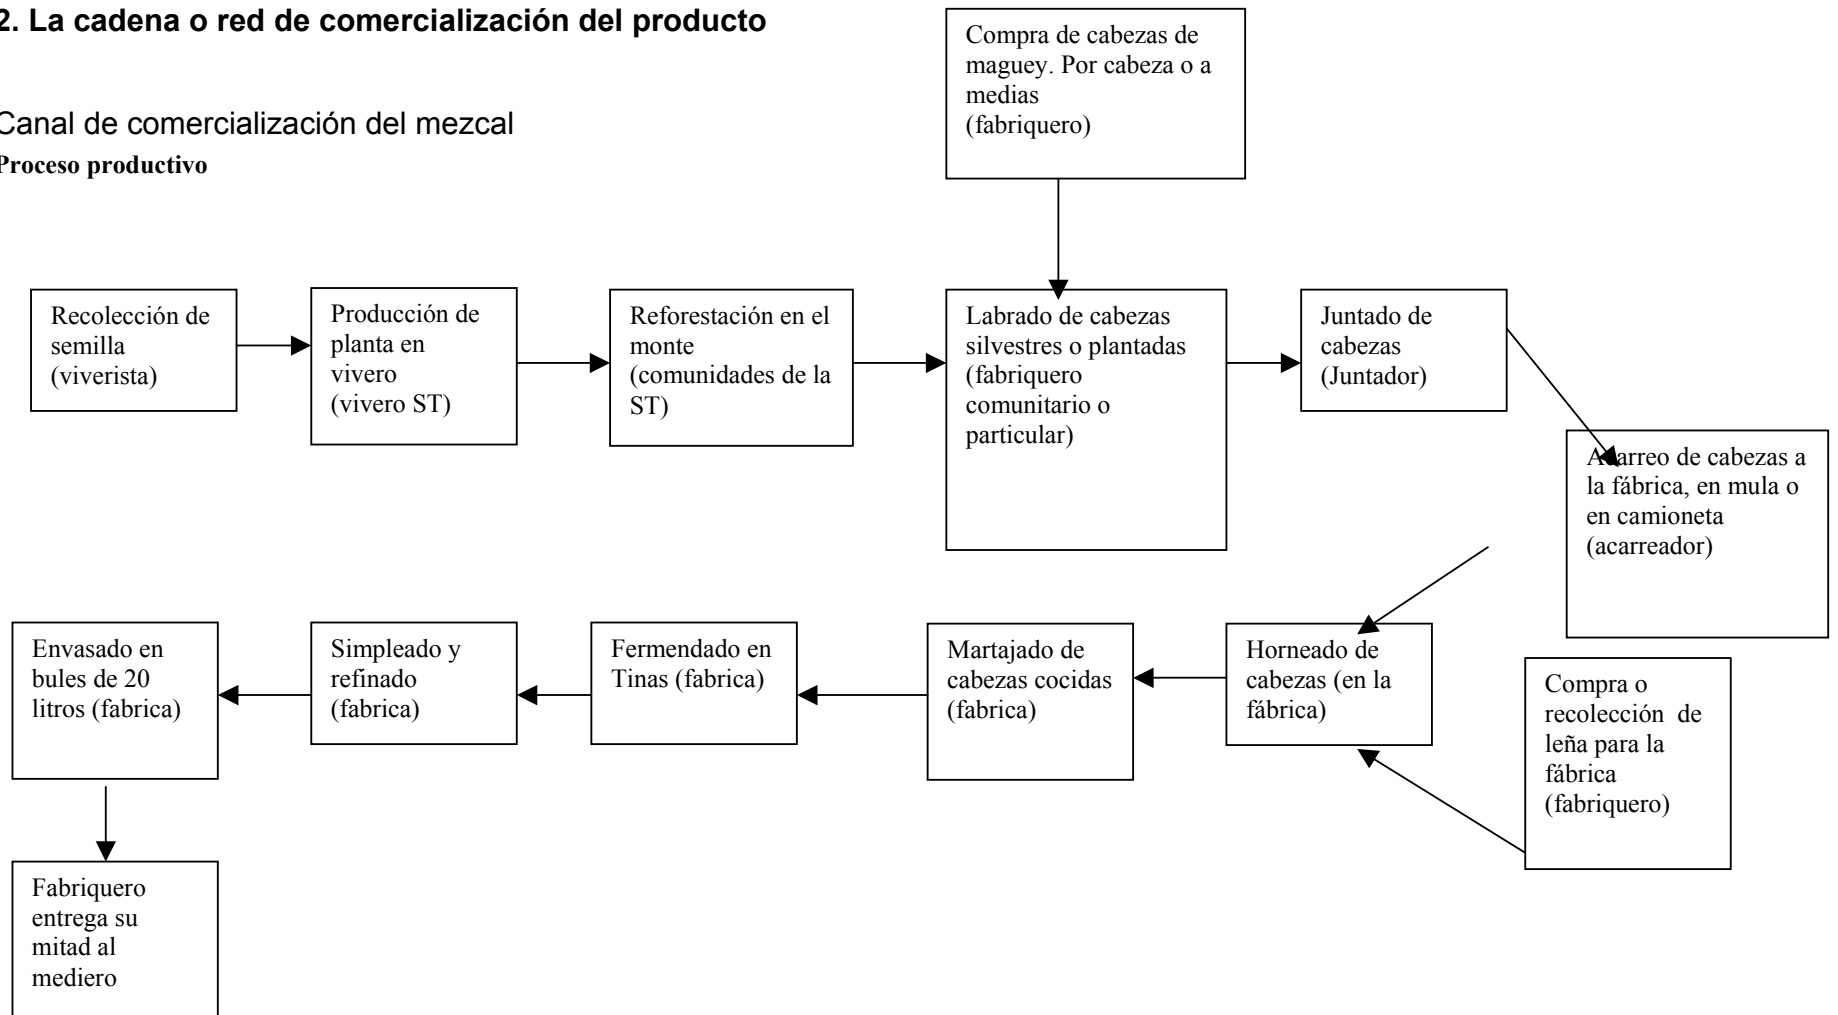 2. La cadena o red de comercialización del producto
Canal de comercialización del mezcal
Proceso productivo
Compra de cabezas de
maguey. Por cabeza o a
medias
(fabriquero)
Recolección de
semilla
(viverista)
Producción de
planta en
vivero
(vivero ST)
Reforestación en el
monte
(comunidades de la
ST)
Labrado de cabezas
silvestres o plantadas
(fabriquero
comunitario o
particular)
Juntado de
cabezas
(Juntador)
Acarreo de cabezas a
la fábrica, en mula o
en camioneta
(acarreador)
Envasado en
bules de 20
litros (fabrica)
Simpleado y
refinado
(fabrica)
Fermendado en
Tinas (fabrica)
Martajado de
cabezas cocidas
(fabrica)
Horneado de
cabezas (en la
fábrica)
Compra o
recolección de
leña para la
fábrica
(fabriquero)
Fabriquero
entrega su
mitad al
mediero